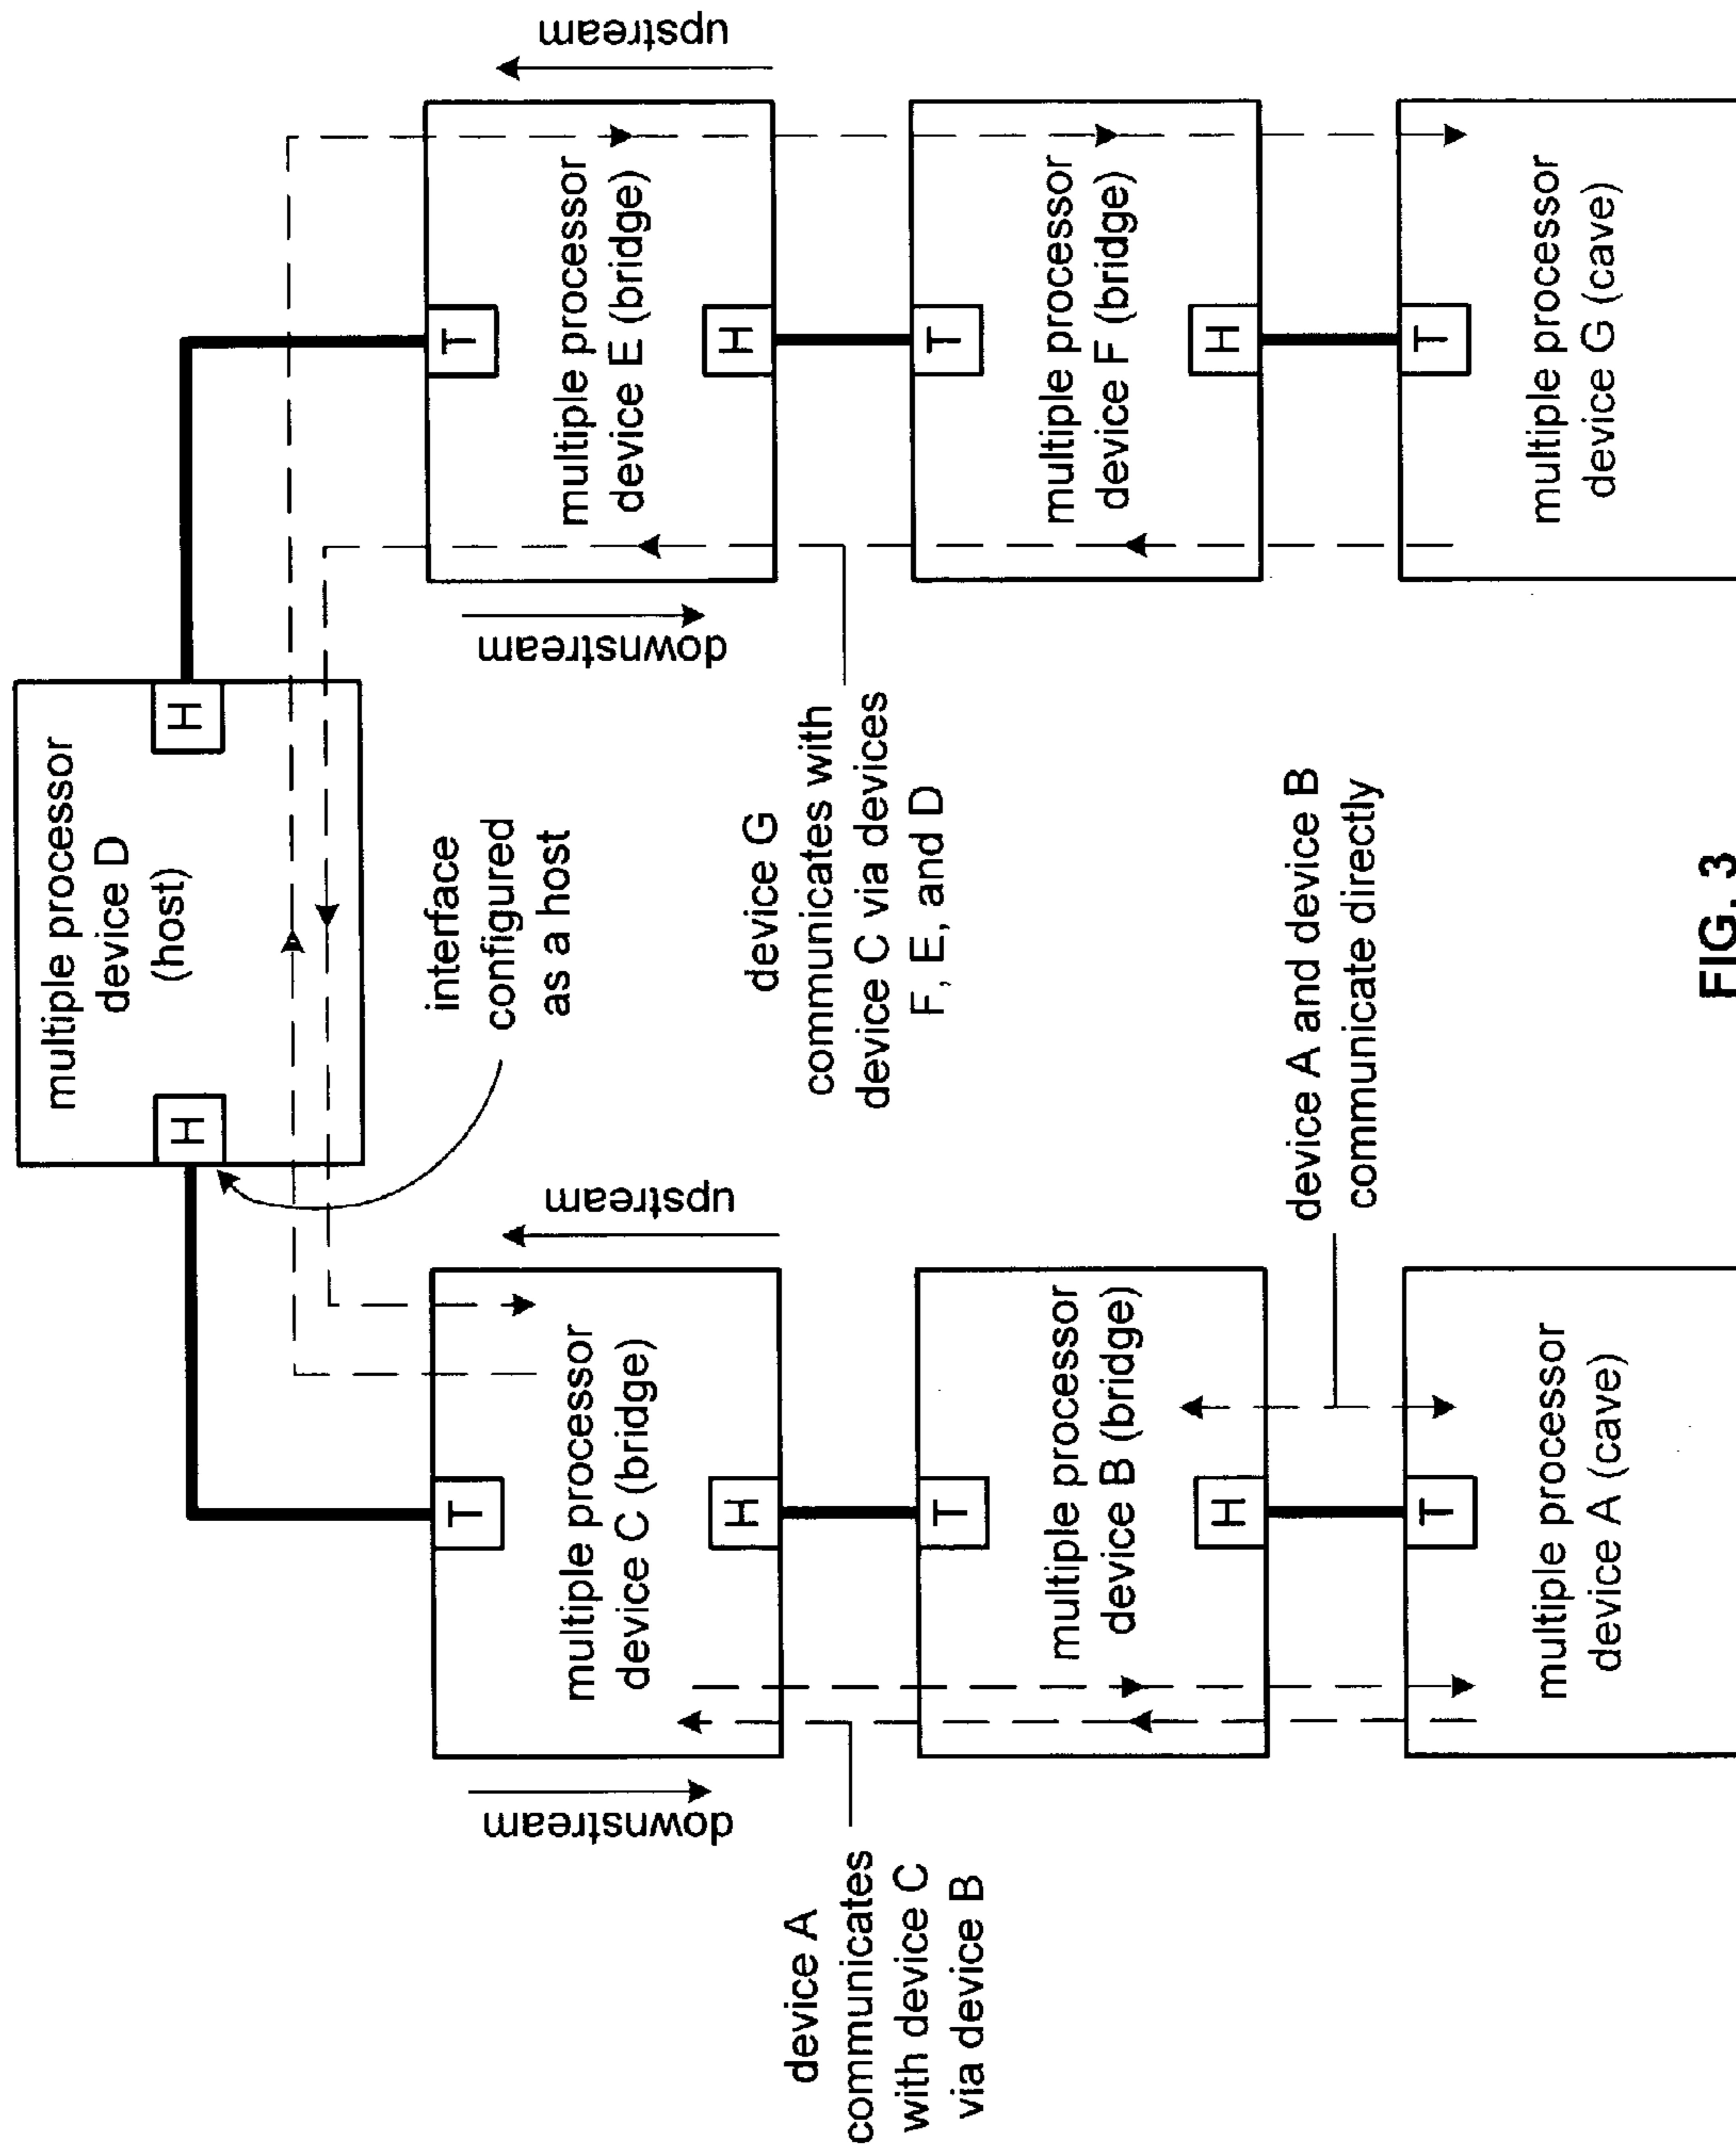 multiple processor
device D
(host)
H
H
interface
configured
as a host
upstream
upstream
downstream
downstream
T
multiple processor
device C (bridge)
H
T
multiple processor
device E (bridge)
H
device A
communicates
with device C
via device B
device G
communicates with
device C via devices
F, E, and D
T
multiple processor
device B (bridge)
H
T
multiple processor
device F (bridge)
H
device A and device B
communicate directly
T
multiple processor
device A (cave)
T
multiple processor
device G (cave)
FIG. 3